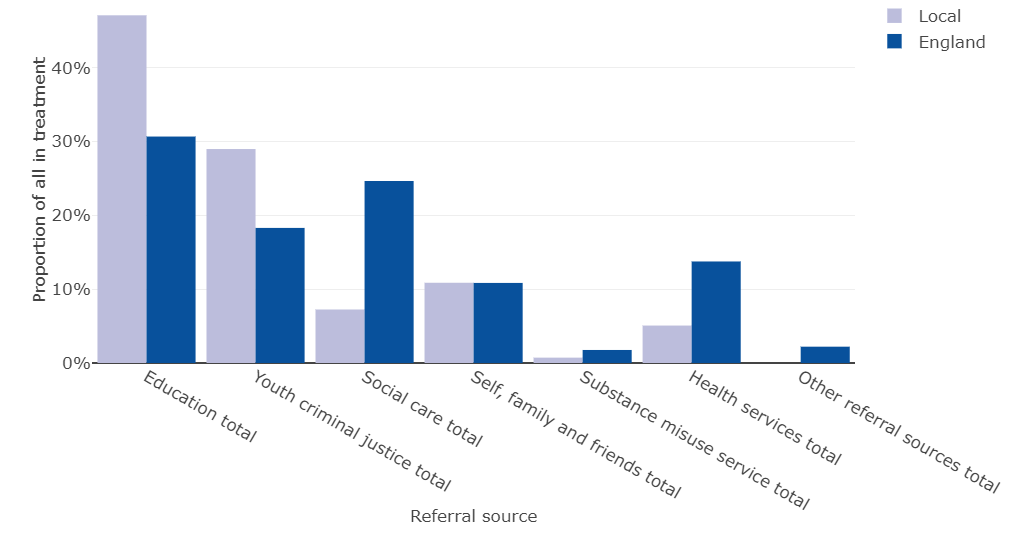 Local
England
Proportion of all in treatment
40%
30%
20%
10%
0%
Education total
Youth criminal justice total
Social care total
Self, family and friends total
Substance misuse service total
Health services total
Other referral sources total
Referral source